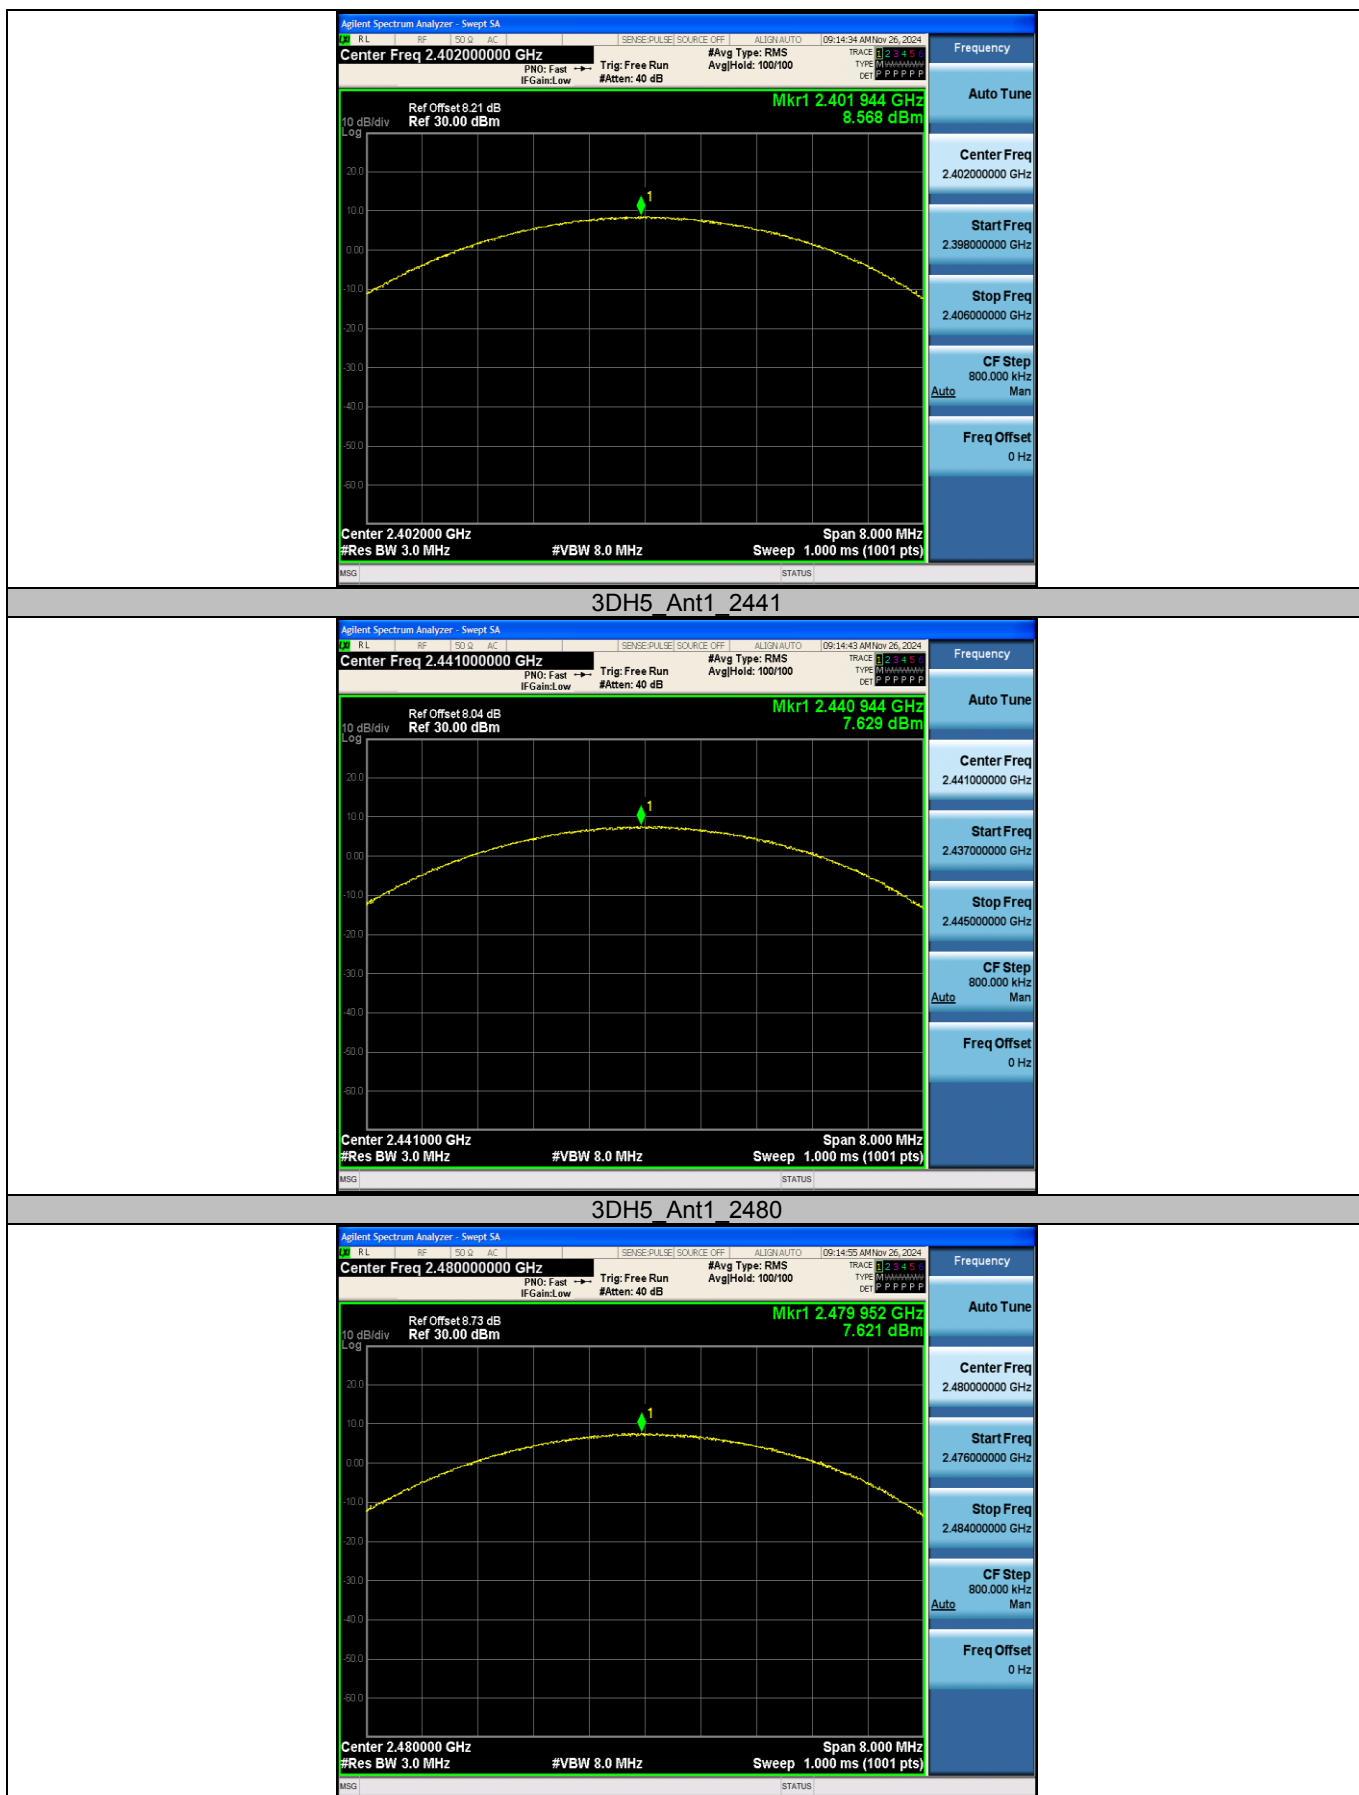 Agilent Spectrum Analyzer - Swept SA
RL RF 50 Ω AC SENSE:PULSE SOURCE OFF ALIGN AUTO 09:14:34 AM Nov 26, 2024
Center Freq 2.402000000 GHz
#Avg Type: RMS
TRACE 1 2 3 4 5 6
PNO: Fast Trig: Free Run Avg|Hold: 100/100
TYPE M
IFGain:Low #Atten: 40 dB
DET P P P P P P
Mkr1 2.401 944 GHz
8.568 dBm
Ref Offset 8.21 dB
10 dB/div Ref 30.00 dBm
Log
1
20.0
10.0
0.00
-10.0
-20.0
-30.0
-40.0
-50.0
-60.0
Center 2.402000 GHz Span 8.000 MHz
#Res BW 3.0 MHz #VBW 8.0 MHz Sweep 1.000 ms (1001 pts)
MSG STATUS
Frequency
Auto Tune
Center Freq
2.402000000 GHz
Start Freq
2.398000000 GHz
Stop Freq
2.406000000 GHz
CF Step
800.000 kHz
Auto Man
Freq Offset
0 Hz
3DH5_Ant1_2441
Agilent Spectrum Analyzer - Swept SA
RL RF 50 Ω AC SENSE:PULSE SOURCE OFF ALIGN AUTO 09:14:43 AM Nov 26, 2024
Center Freq 2.441000000 GHz
#Avg Type: RMS
TRACE 1 2 3 4 5 6
PNO: Fast Trig: Free Run Avg|Hold: 100/100
TYPE M
IFGain:Low #Atten: 40 dB
DET P P P P P P
Mkr1 2.440 944 GHz
7.629 dBm
Ref Offset 8.04 dB
10 dB/div Ref 30.00 dBm
Log
1
20.0
10.0
0.00
-10.0
-20.0
-30.0
-40.0
-50.0
-60.0
Center 2.441000 GHz Span 8.000 MHz
#Res BW 3.0 MHz #VBW 8.0 MHz Sweep 1.000 ms (1001 pts)
MSG STATUS
Frequency
Auto Tune
Center Freq
2.441000000 GHz
Start Freq
2.437000000 GHz
Stop Freq
2.445000000 GHz
CF Step
800.000 kHz
Auto Man
Freq Offset
0 Hz
3DH5_Ant1_2480
Agilent Spectrum Analyzer - Swept SA
RL RF 50 Ω AC SENSE:PULSE SOURCE OFF ALIGN AUTO 09:14:55 AM Nov 26, 2024
Center Freq 2.480000000 GHz
#Avg Type: RMS
TRACE 1 2 3 4 5 6
PNO: Fast Trig: Free Run Avg|Hold: 100/100
TYPE M
IFGain:Low #Atten: 40 dB
DET P P P P P P
Mkr1 2.479 952 GHz
7.621 dBm
Ref Offset 8.73 dB
10 dB/div Ref 30.00 dBm
Log
1
20.0
10.0
0.00
-10.0
-20.0
-30.0
-40.0
-50.0
-60.0
Center 2.480000 GHz Span 8.000 MHz
#Res BW 3.0 MHz #VBW 8.0 MHz Sweep 1.000 ms (1001 pts)
MSG STATUS
Frequency
Auto Tune
Center Freq
2.480000000 GHz
Start Freq
2.476000000 GHz
Stop Freq
2.484000000 GHz
CF Step
800.000 kHz
Auto Man
Freq Offset
0 Hz